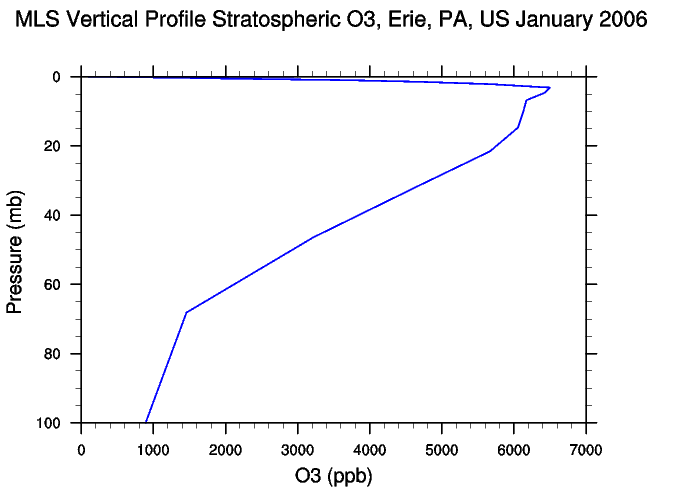 MLS Vertical Profile Stratospheric O3, Erie, PA, US January 2006
0
20
40
60
80
100
Pressure (mb)
0 1000 2000 3000 4000 5000 6000 7000
O3 (ppb)